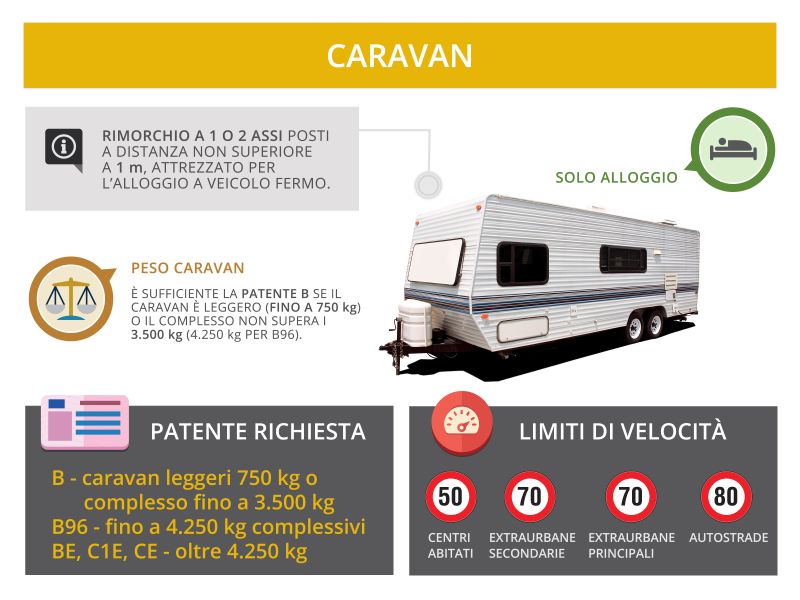 CARAVAN
RIMORCHIO A 1 O 2 ASSI POSTI
A DISTANZA NON SUPERIORE
A 1 m, ATTREZZATO PER
L'ALLOGGIO A VEICOLO FERMO.
SOLO ALLOGGIO
PESO CARAVAN
È SUFFICIENTE LA PATENTE B SE IL
CARAVAN È LEGGERO (FINO A 750 kg)
O IL COMPLESSO NON SUPERA I
3.500 kg (4.250 kg PER B96).
PATENTE RICHIESTA
B - caravan leggeri 750 kg o
complesso fino a 3.500 kg
B96 - fino a 4.250 kg complessivi
BE, C1E, CE - oltre 4.250 kg
LIMITI DI VELOCITÀ
50 70 70 80
CENTRI
ABITATI
EXTRAURBANE
SECONDARIE
EXTRAURBANE
PRINCIPALI
AUTOSTRADE